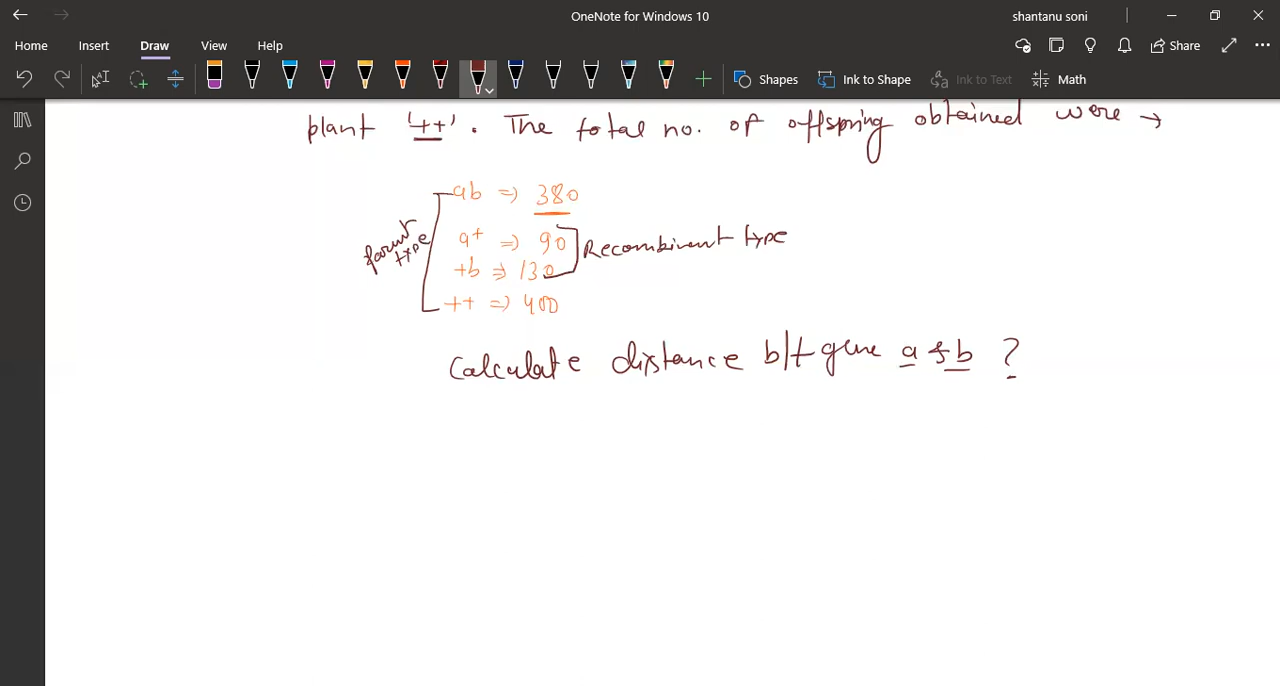 OneNote for Windows 10
shantanu soni
Home Insert Draw View Help
Share
Shapes
Ink to Shape
Ink to Text
Math
plant '++'. The total no. of offspring obtained were →
ab => 380
a+ => 90
+b => 130
++ => 400
parent type
Recombinent type
Calculate distance b/t gene a & b ?